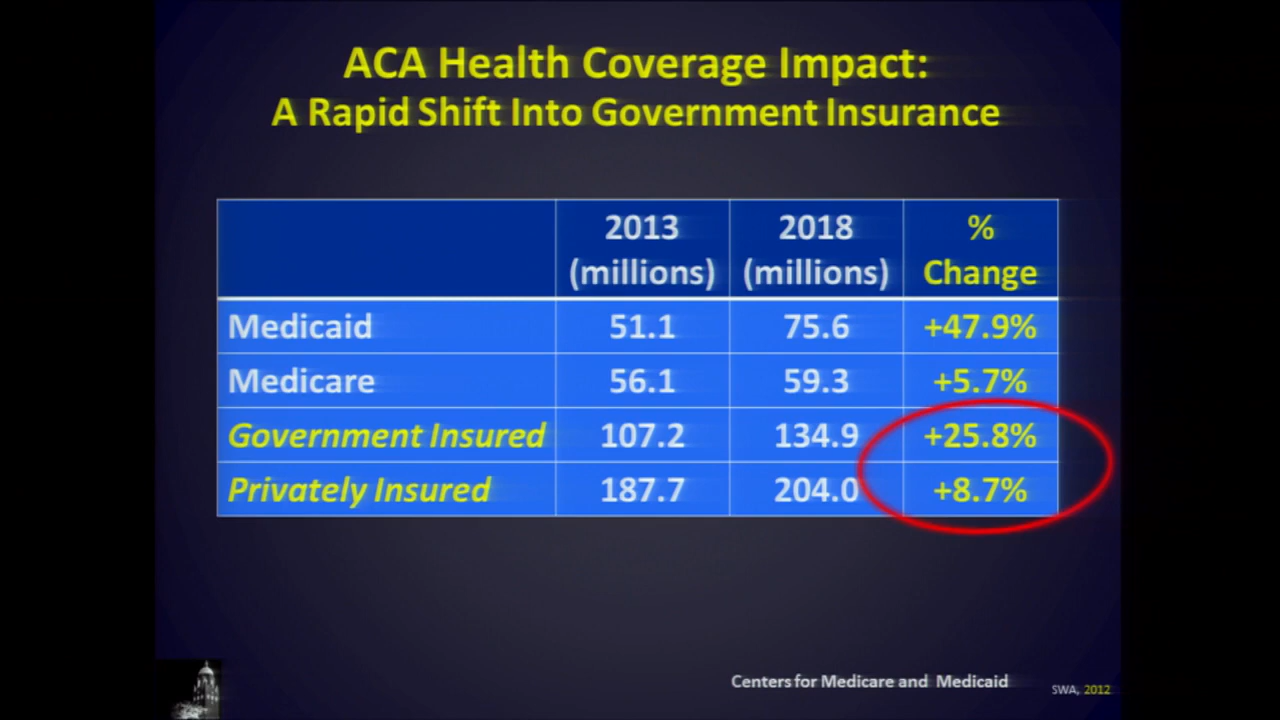 ACA Health Coverage Impact:
A Rapid Shift Into Government Insurance
2013 2018 %
(millions) (millions) Change
Medicaid 51.1 75.6 +47.9%
Medicare 56.1 59.3 +5.7%
Government Insured 107.2 134.9 +25.8%
Privately Insured 187.7 204.0 +8.7%
Centers for Medicare and Medicaid
SWA, 2012